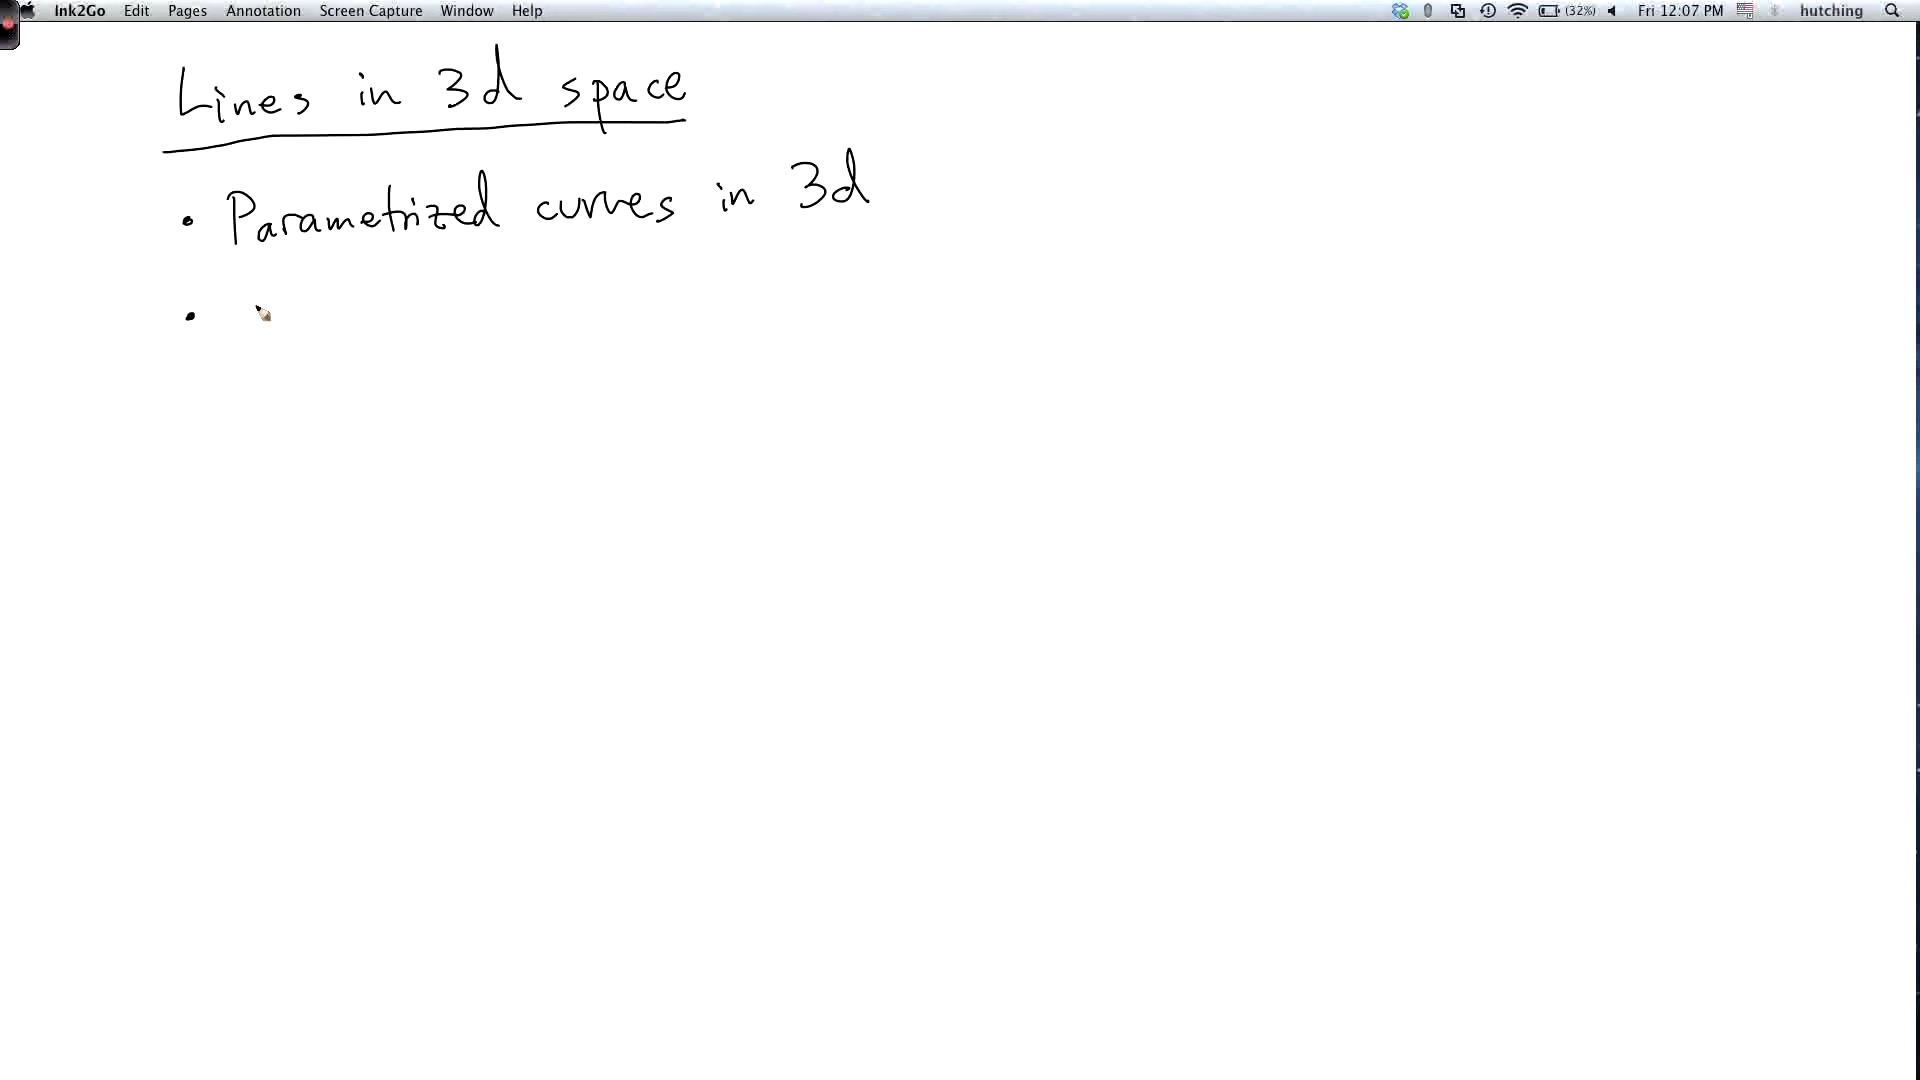 Ink2Go Edit Pages Annotation Screen Capture Window Help (32%) Fri 12:07 PM hutching
Lines in 3d space
• Parametrized curves in 3d
•